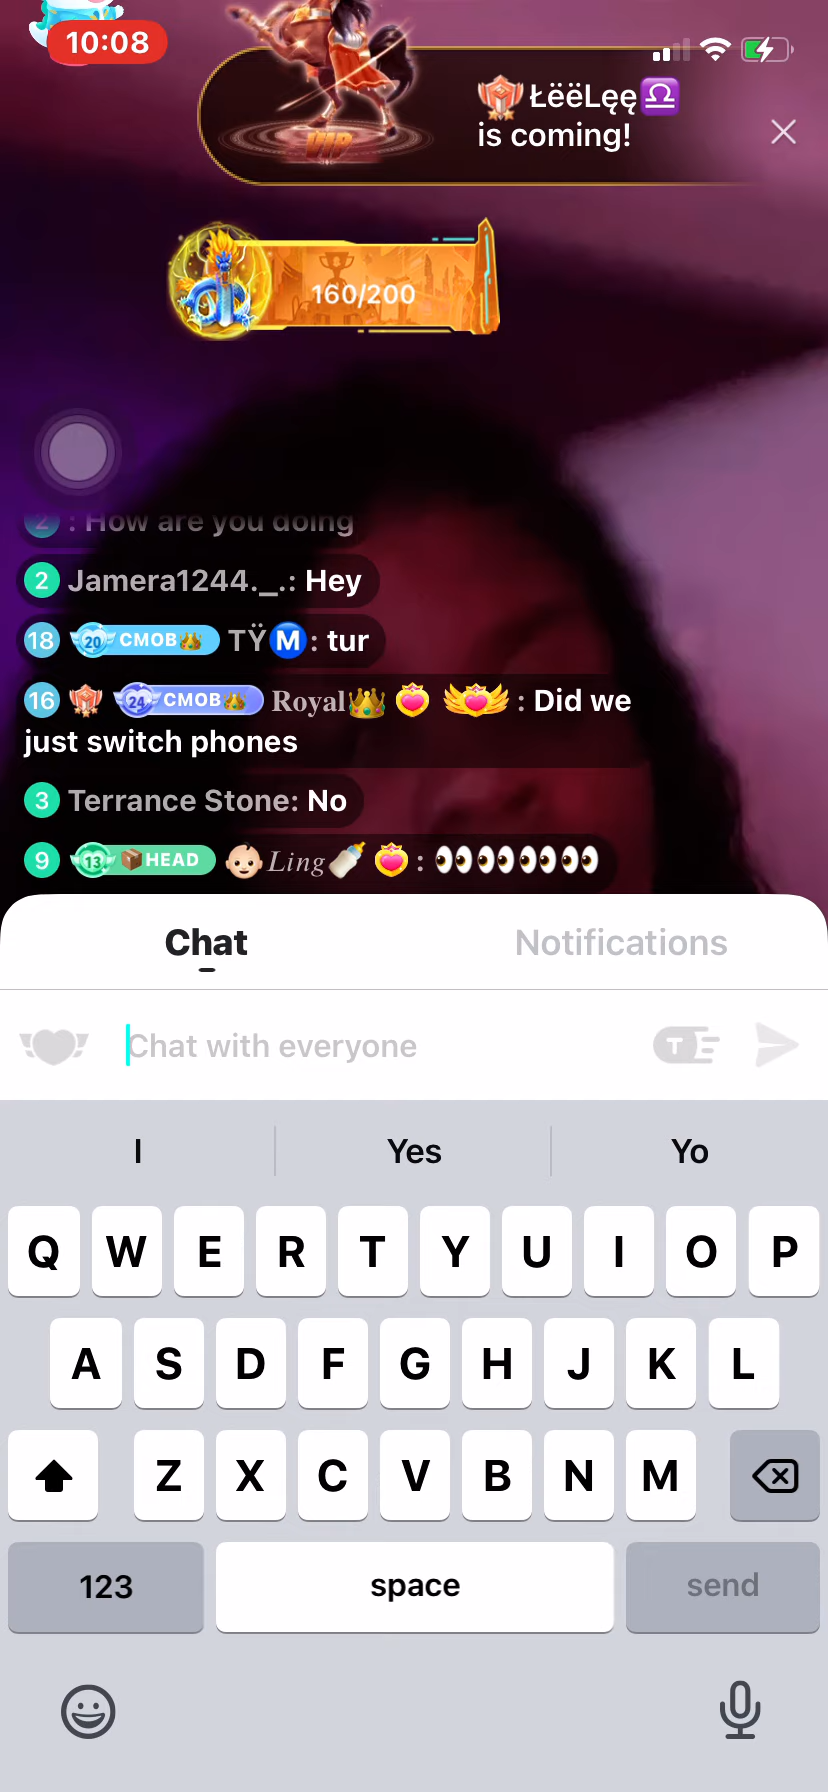 10:08
ŁëëLęę♎
is coming!
VIP
160/200
2 : How are you doing
2 Jamera1244._.: Hey
18 20 CMOB👑 TŸⓂ️: tur
16 24 CMOB👑 Royal👑 : Did we
just switch phones
3 Terrance Stone: No
9 13 📦HEAD 👶🏻Ling🍼 : 👀👀👀👀
Chat Notifications
Chat with everyone T
I Yes Yo
Q W E R T Y U I O P
A S D F G H J K L
Z X C V B N M
123 space send